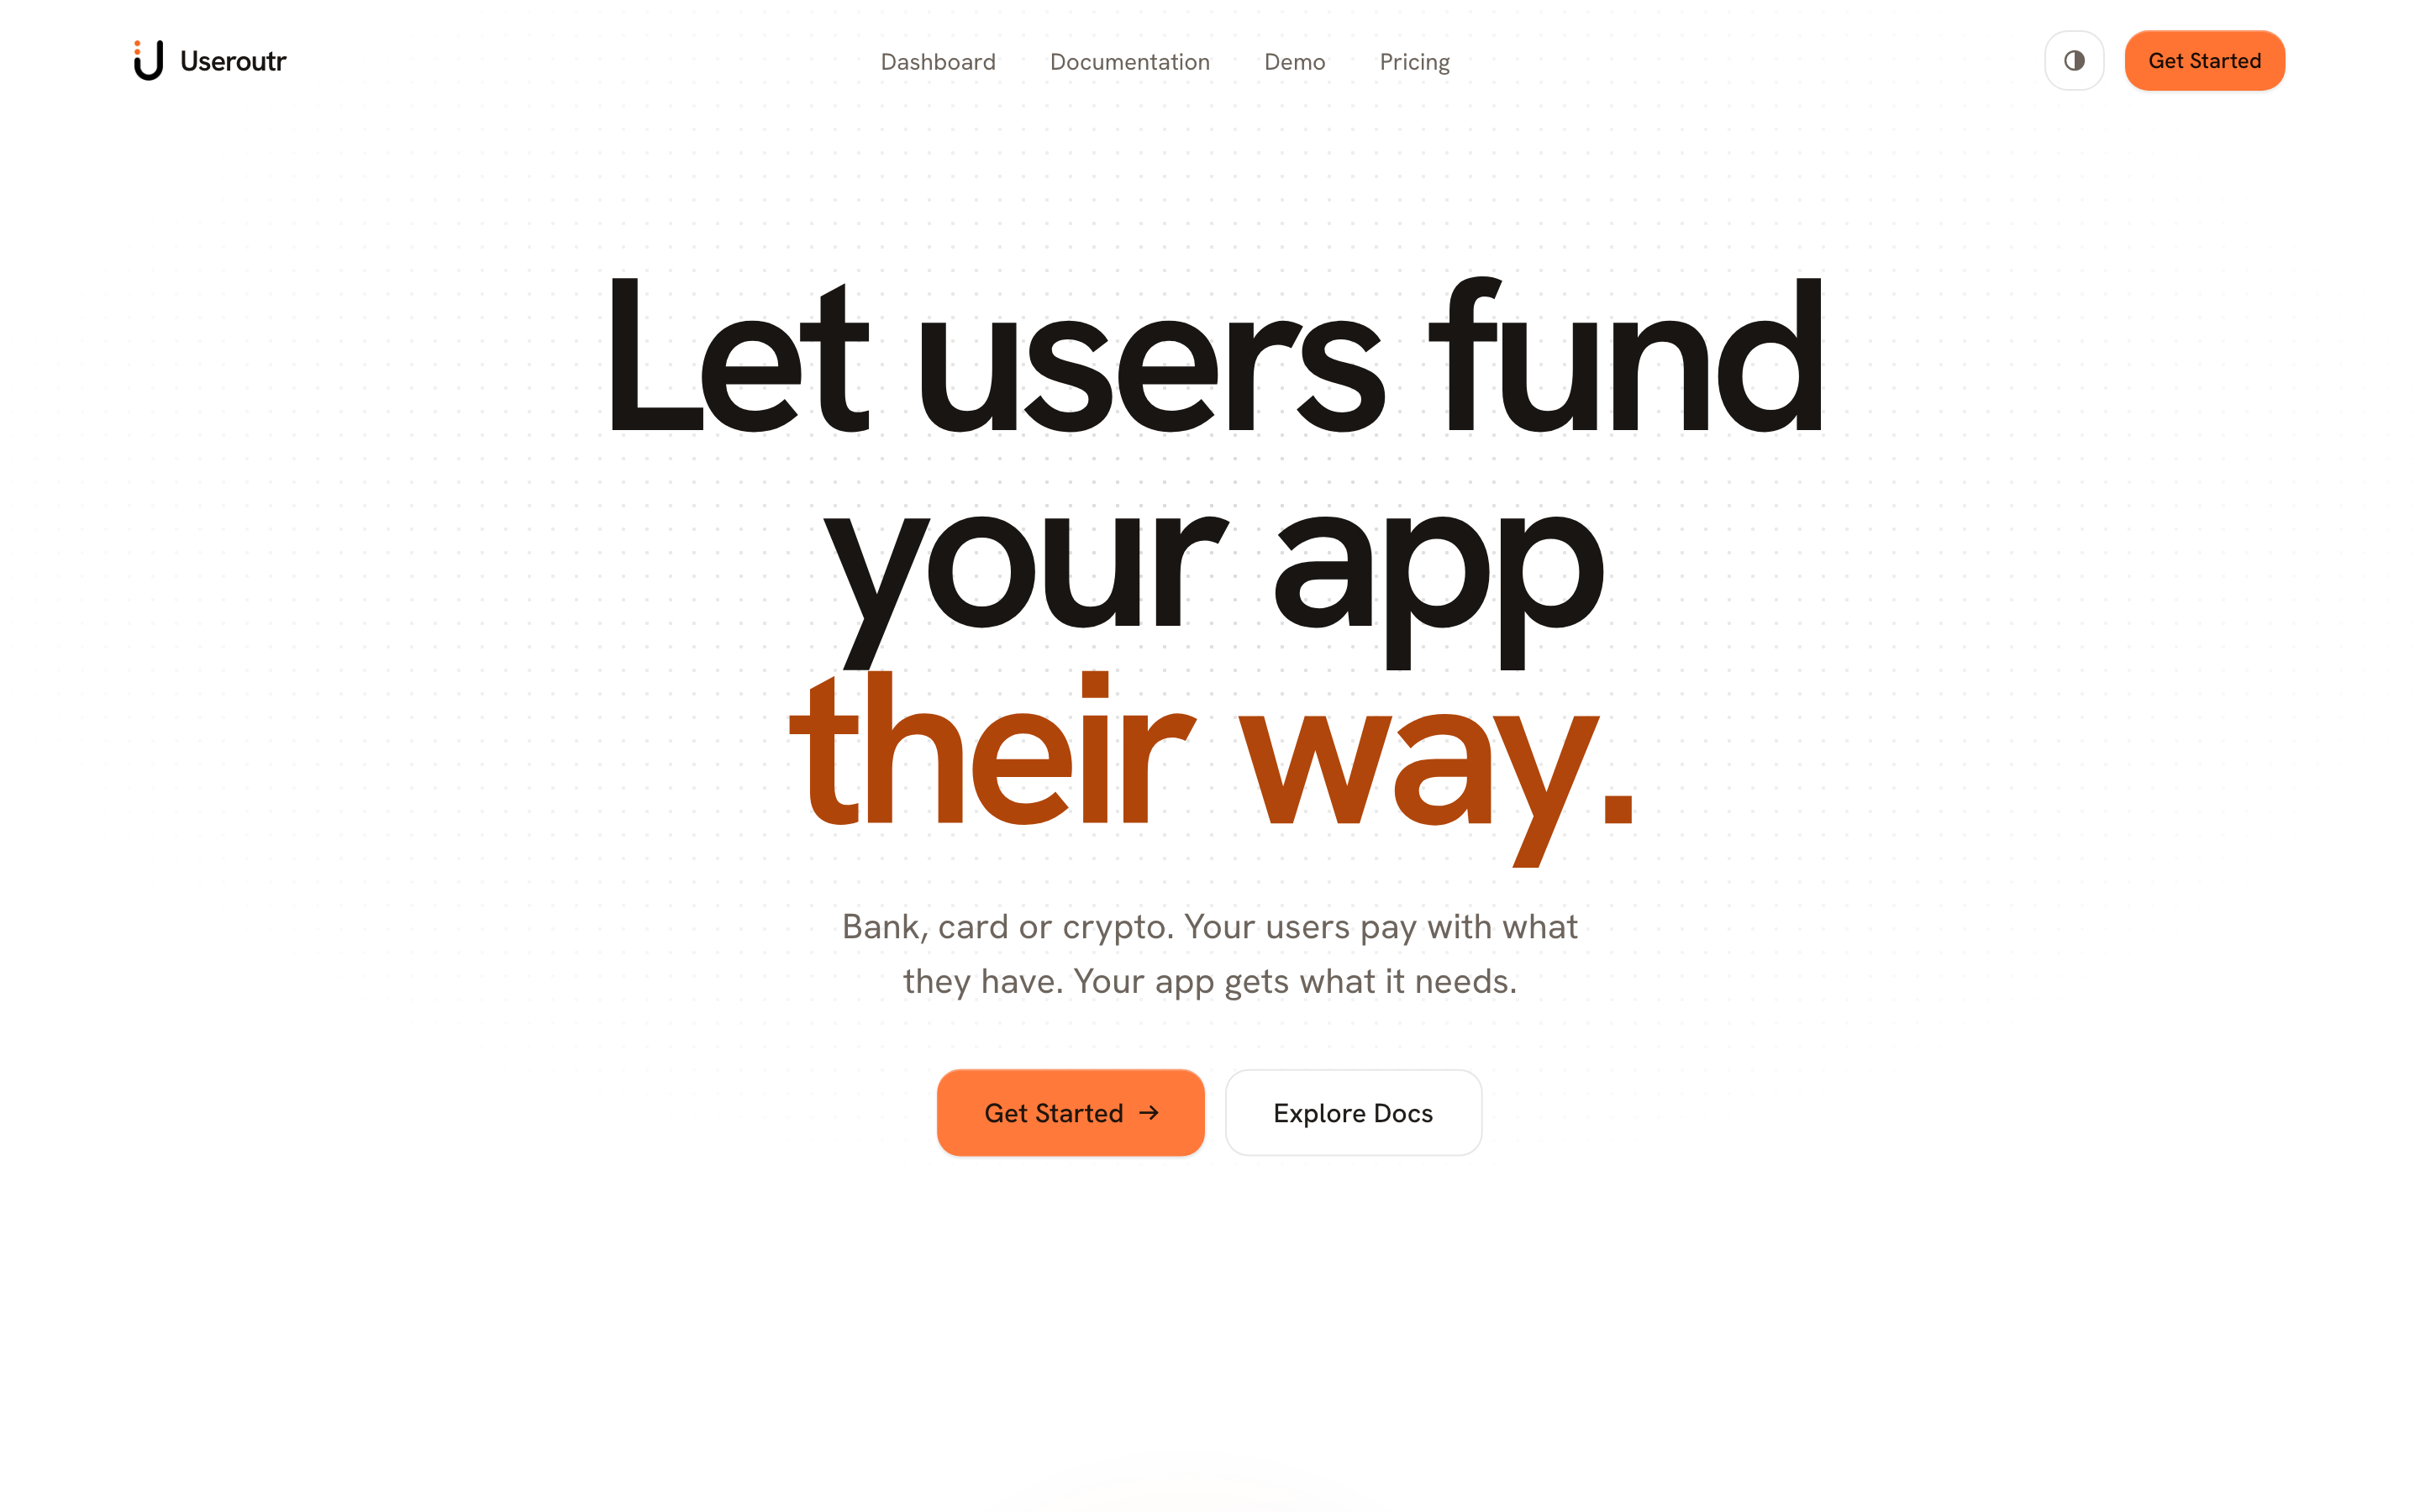 Useroutr
Dashboard
Documentation
Demo
Pricing
Get Started
Let users fund
your app
their way.
Bank, card or crypto. Your users pay with what
they have. Your app gets what it needs.
Get Started →
Explore Docs